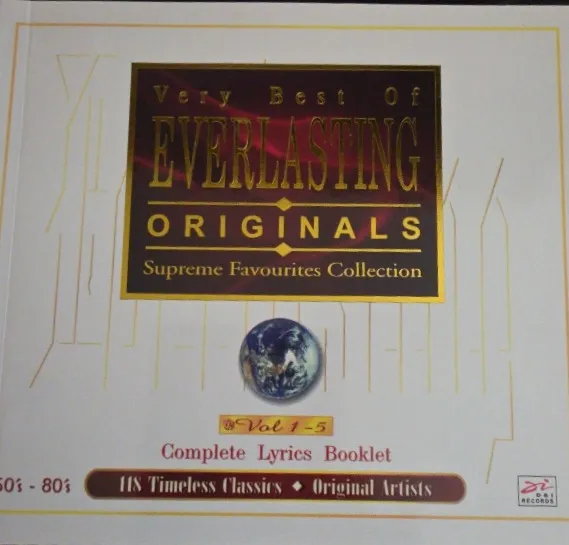 Very Best Of
EVERLASTING
ORIGINALS
Supreme Favourites Collection
Vol 1-5
Complete Lyrics Booklet
50's - 80's
118 Timeless Classics ◆ Original Artists
RECORDS